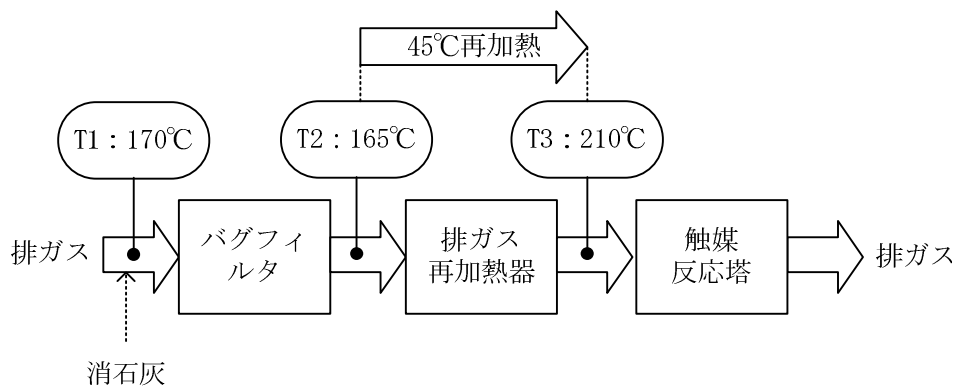 45℃再加熱
T1：170℃
T2：165℃
T3：210℃
排ガス
バグフィ
ルタ
排ガス
再加熱器
触媒
反応塔
排ガス
消石灰